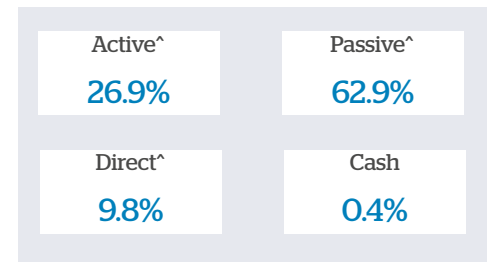 Active^
26.9%
Passive^
62.9%
Direct^
9.8%
Cash
0.4%